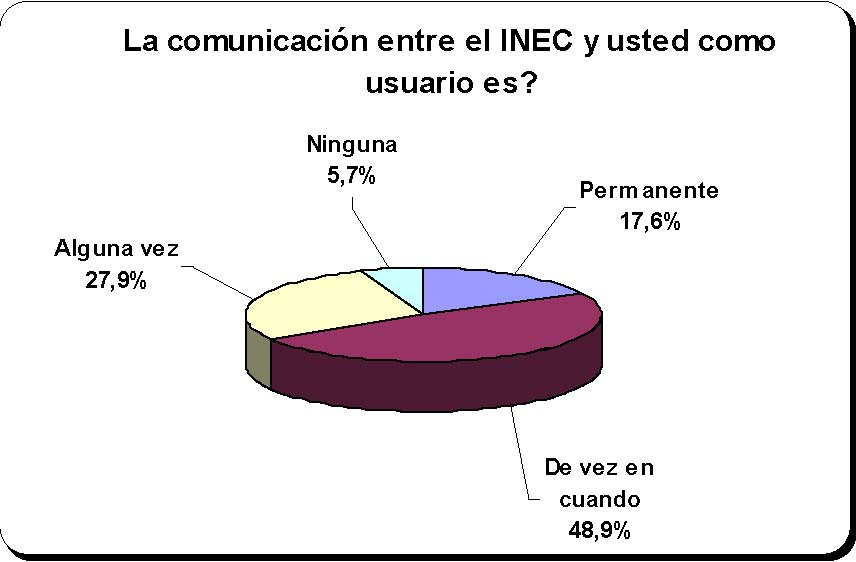 La comunicación entre el INEC y usted como
usuario es?
Ninguna
5,7%
Permanente
17,6%
Alguna vez
27,9%
De vez en
cuando
48,9%